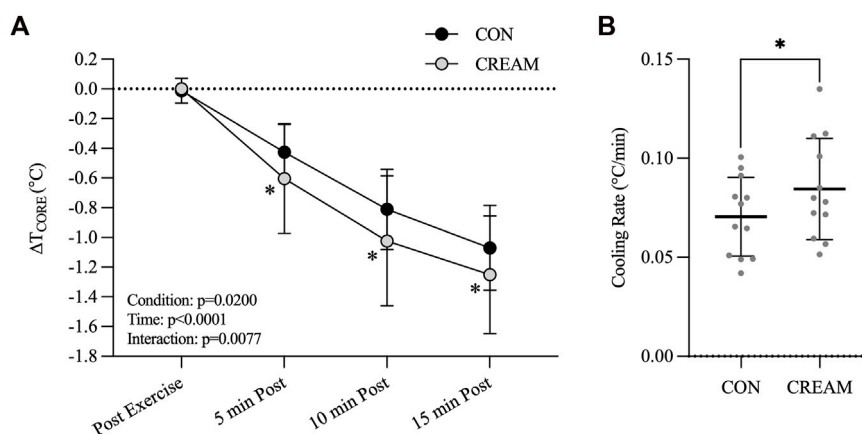 A
CON
CREAM
0.2
0.0
-0.2
-0.4
-0.6
-0.8
-1.0
-1.2
-1.4
-1.6
-1.8
ΔTCORE (°C)
*
*
*
Condition: p=0.0200
Time: p<0.0001
Interaction: p=0.0077
Post Exercise
5 min Post
10 min Post
15 min Post
B
*
0.15
0.10
0.05
0.00
Cooling Rate (°C/min)
CON
CREAM